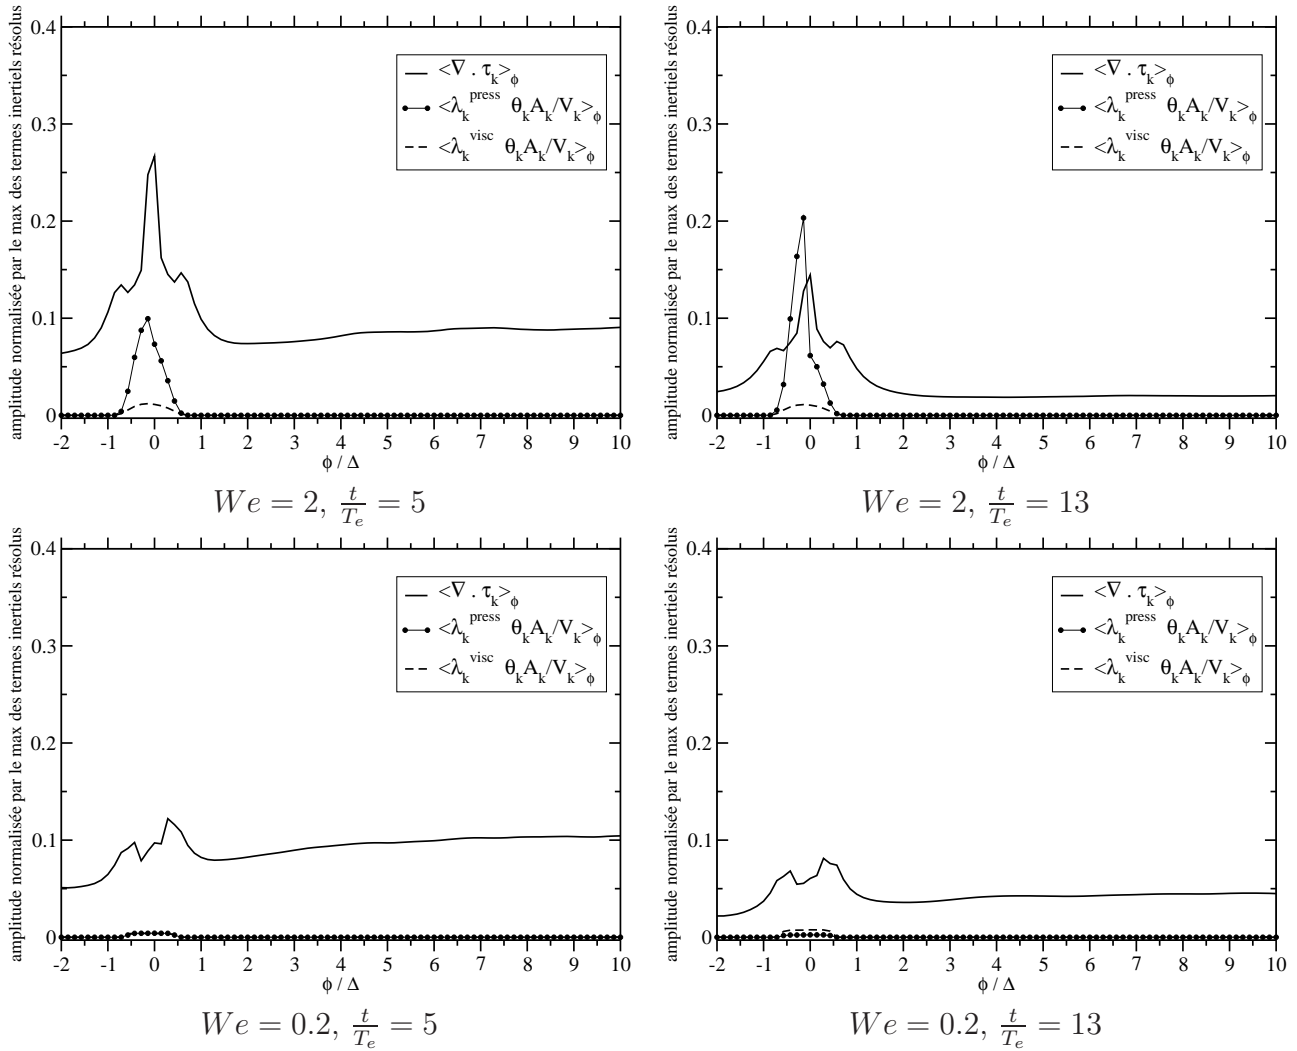 amplitude normalisée par le max des termes inertiels résolus
0.4
0.3
0.2
0.1
0
<∇ . τk>ϕ
<λk^press θkAk/Vk>ϕ
<λk^visc θkAk/Vk>ϕ
-2 -1 0 1 2 3 4 5 6 7 8 9 10
ϕ / Δ
We = 2, t/Te = 5
amplitude normalisée par le max des termes inertiels résolus
0.4
0.3
0.2
0.1
0
<∇ . τk>ϕ
<λk^press θkAk/Vk>ϕ
<λk^visc θkAk/Vk>ϕ
-2 -1 0 1 2 3 4 5 6 7 8 9 10
ϕ / Δ
We = 2, t/Te = 13
amplitude normalisée par le max des termes inertiels résolus
0.4
0.3
0.2
0.1
0
<∇ . τk>ϕ
<λk^press θkAk/Vk>ϕ
<λk^visc θkAk/Vk>ϕ
-2 -1 0 1 2 3 4 5 6 7 8 9 10
ϕ / Δ
We = 0.2, t/Te = 5
amplitude normalisée par le max des termes inertiels résolus
0.4
0.3
0.2
0.1
0
<∇ . τk>ϕ
<λk^press θkAk/Vk>ϕ
<λk^visc θkAk/Vk>ϕ
-2 -1 0 1 2 3 4 5 6 7 8 9 10
ϕ / Δ
We = 0.2, t/Te = 13